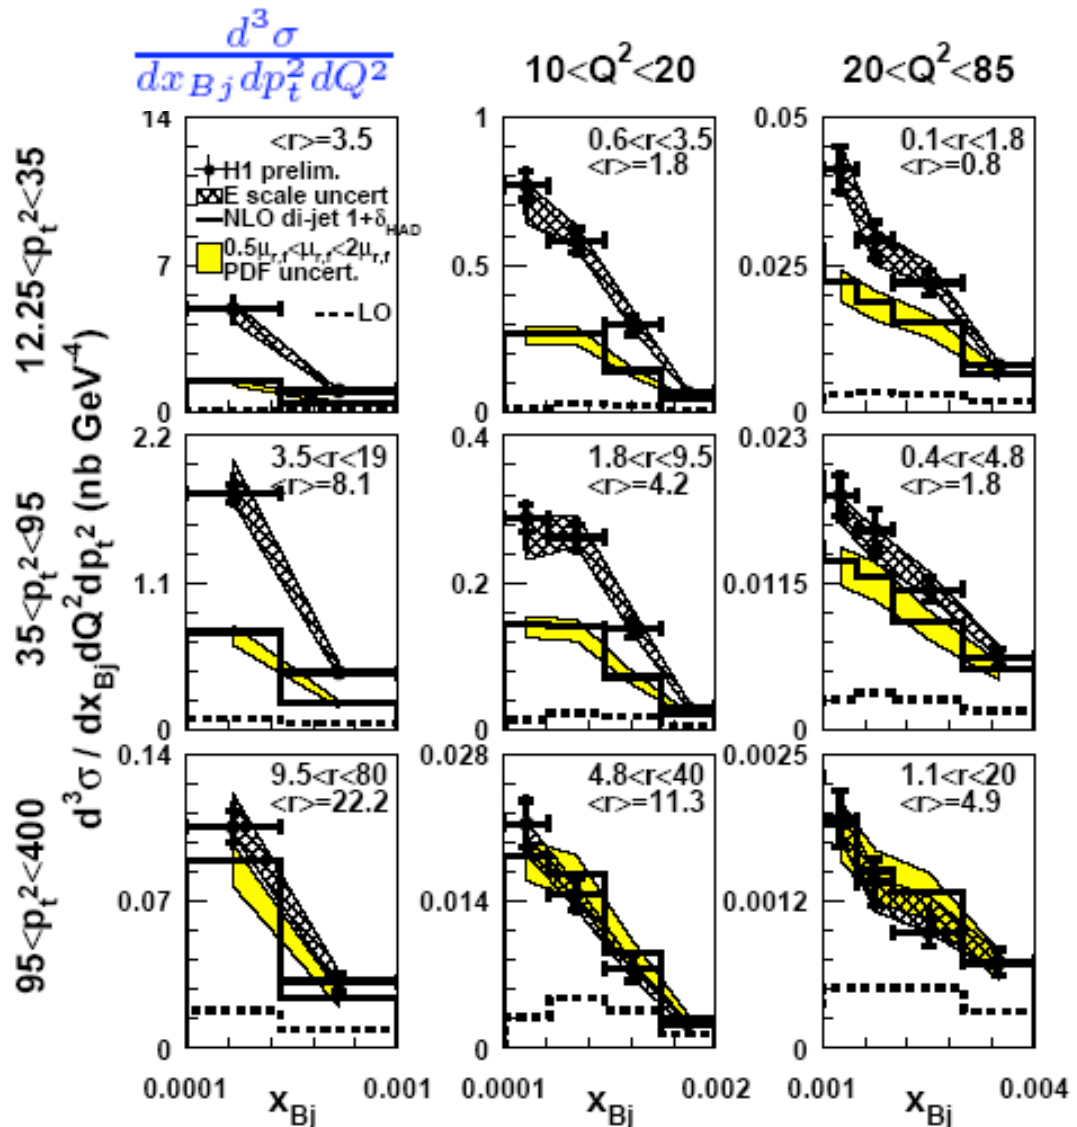 d³σ
dx_Bj dp_t² dQ²
10<Q²<20
20<Q²<85
12.25<p_t²<35
35<p_t²<95
95<p_t²<400
d³σ / dx_Bj dQ² dp_t² (nb GeV⁻⁴)
14
7
0
<r>=3.5
H1 prelim.
E scale uncert
NLO di-jet 1+δ_HAD
0.5μ_r,f<μ_r,f<2μ_r,f
PDF uncert.
LO
1
0.5
0
0.6<r<3.5
<r>=1.8
0.05
0.025
0
0.1<r<1.8
<r>=0.8
2.2
1.1
0
3.5<r<19
<r>=8.1
0.4
0.2
0
1.8<r<9.5
<r>=4.2
0.023
0.0115
0
0.4<r<4.8
<r>=1.8
0.14
0.07
0
9.5<r<80
<r>=22.2
0.028
0.014
0
4.8<r<40
<r>=11.3
0.0025
0.0012
0
1.1<r<20
<r>=4.9
0.0001 0.001
x_Bj
0.0001 0.002
x_Bj
0.001 0.004
x_Bj